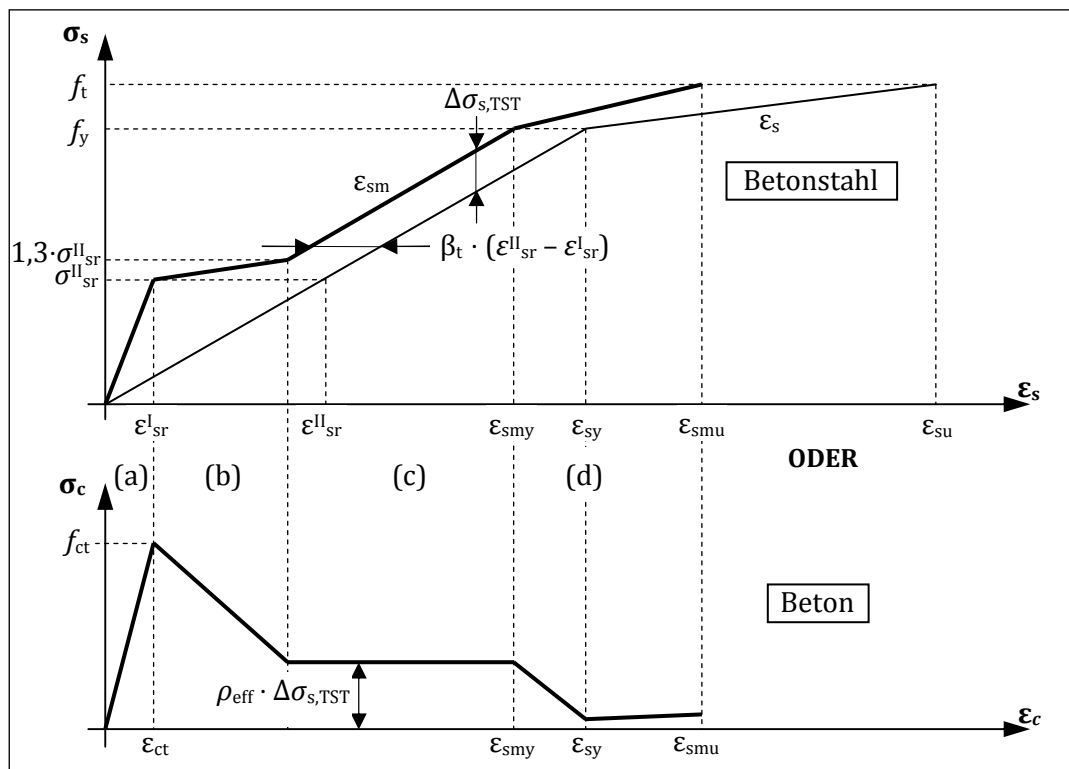 σs
ft
Δσs,TST
fy
εs
εsm
Betonstahl
1,3·σIIsr
βt · (εIIsr – εIsr)
σIIsr
εs
εIsr
εIIsr
εsmy
εsy
εsmu
εsu
ODER
(a)
(b)
(c)
(d)
σc
fct
Beton
ρeff · Δσs,TST
εc
εct
εsmy
εsy
εsmu